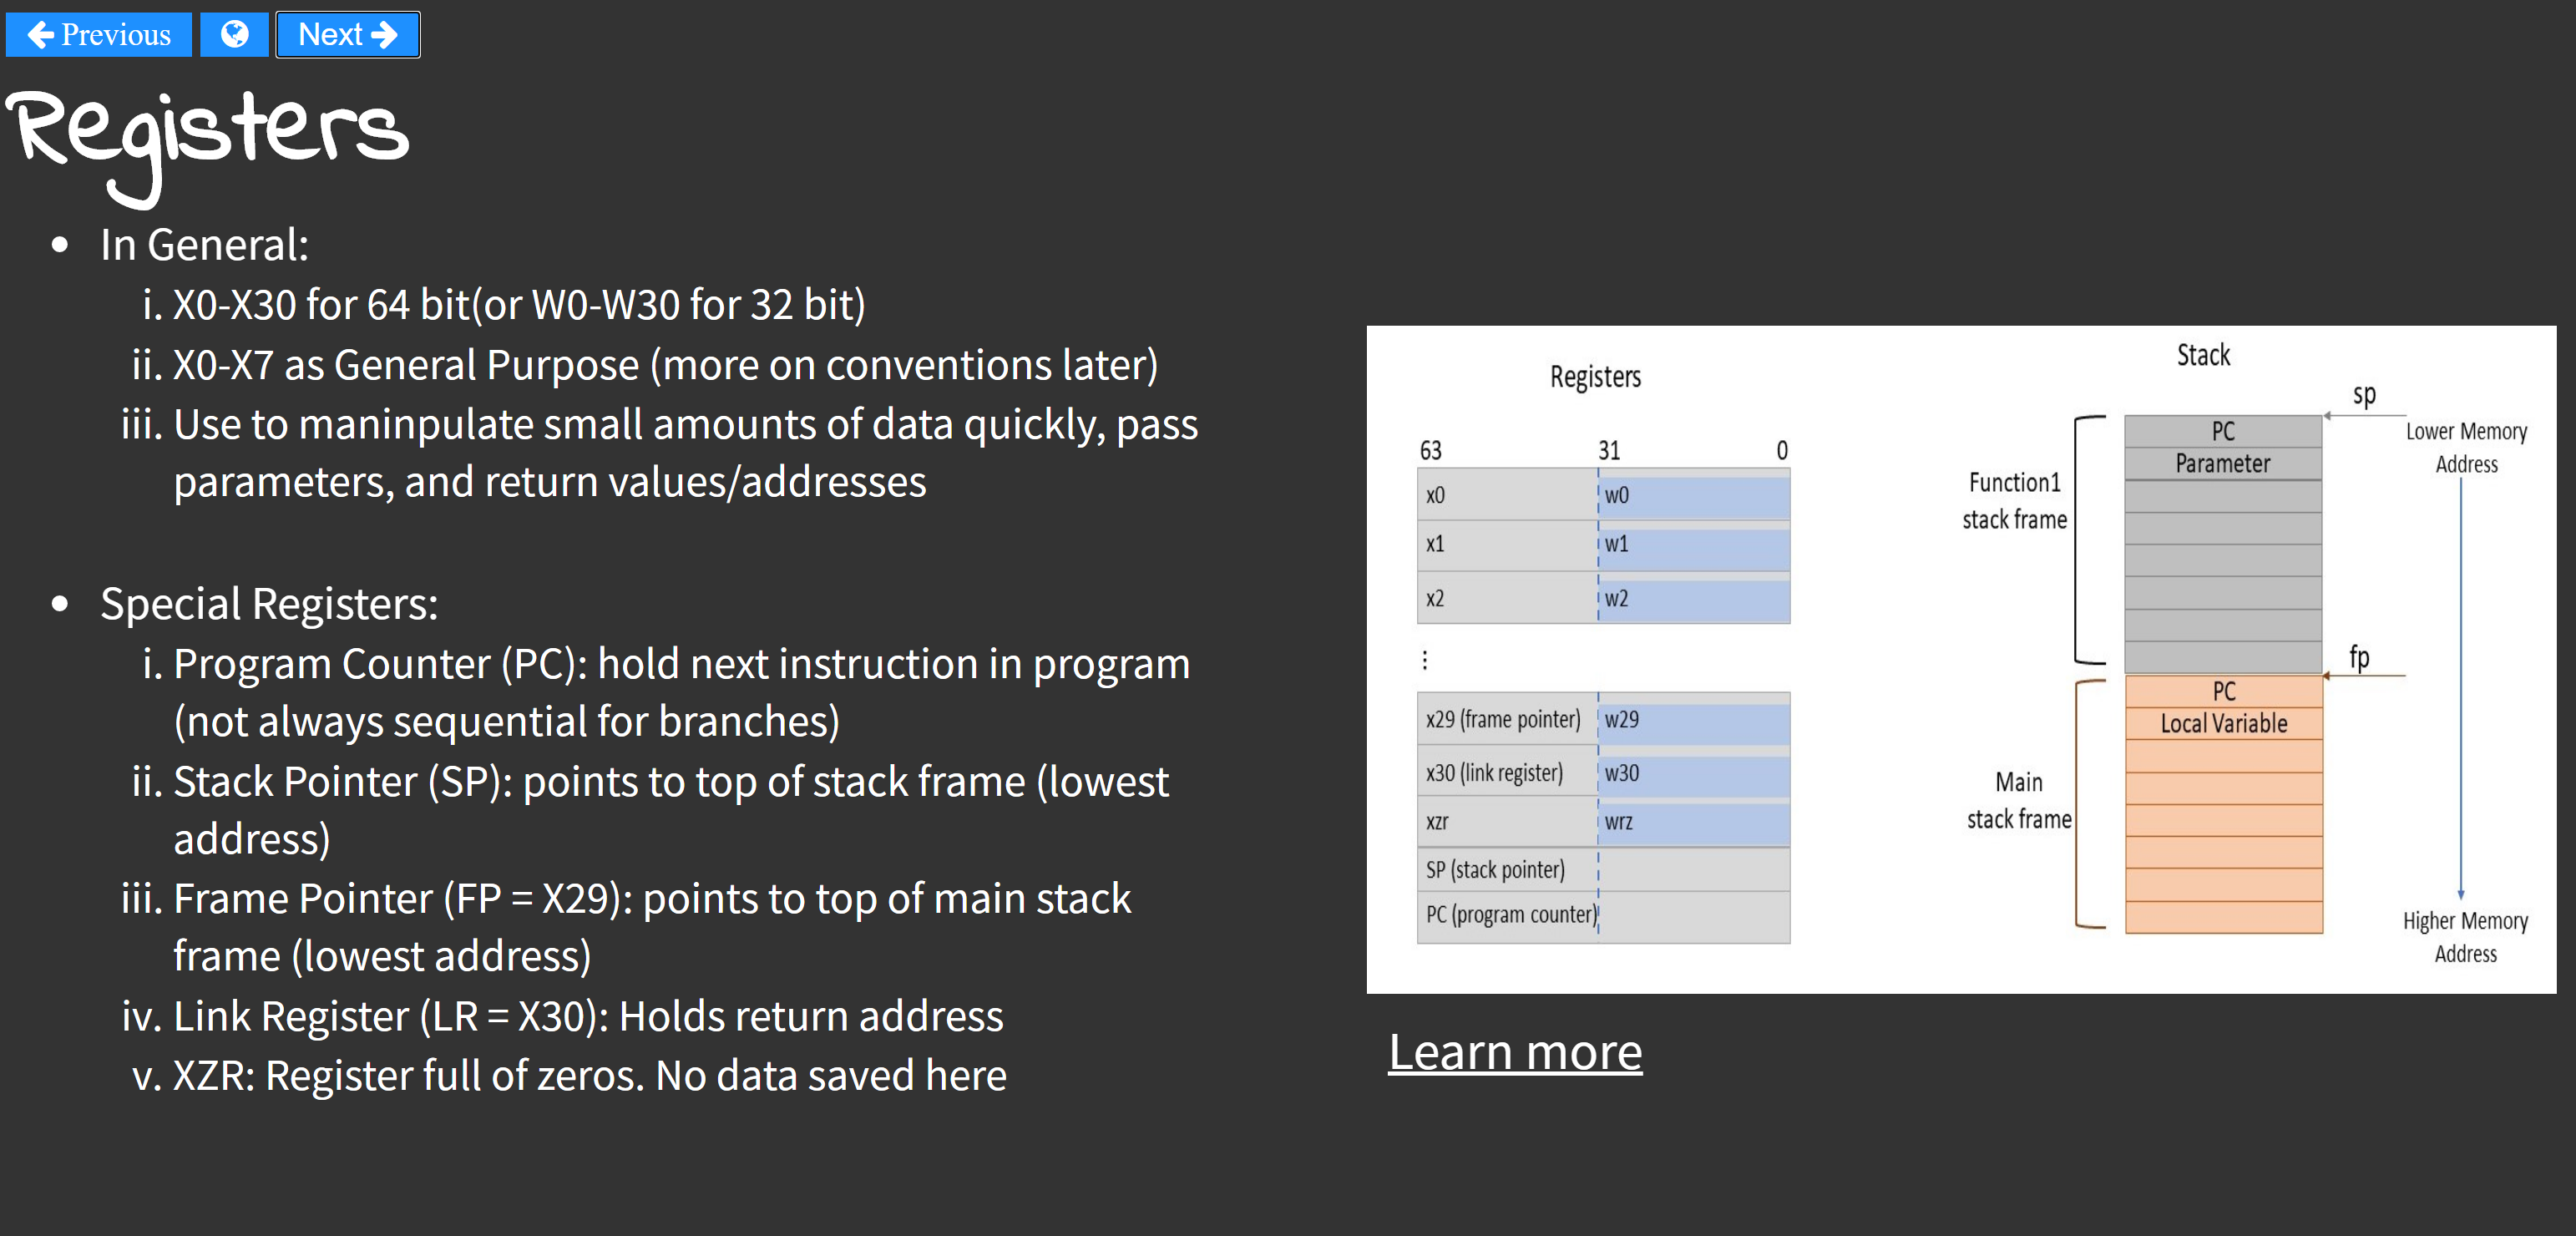 Previous
Next
Registers
• In General:
i. X0-X30 for 64 bit(or W0-W30 for 32 bit)
ii. X0-X7 as General Purpose (more on conventions later)
iii. Use to maninpulate small amounts of data quickly, pass
parameters, and return values/addresses
• Special Registers:
i. Program Counter (PC): hold next instruction in program
(not always sequential for branches)
ii. Stack Pointer (SP): points to top of stack frame (lowest
address)
iii. Frame Pointer (FP = X29): points to top of main stack
frame (lowest address)
iv. Link Register (LR = X30): Holds return address
v. XZR: Register full of zeros. No data saved here
Registers
63 31 0
x0 w0
x1 w1
x2 w2
⋮
x29 (frame pointer) w29
x30 (link register) w30
xzr wrz
SP (stack pointer)
PC (program counter)
Stack
sp
PC
Parameter
Lower Memory
Address
Function1
stack frame
fp
PC
Local Variable
Main
stack frame
Higher Memory
Address
Learn more